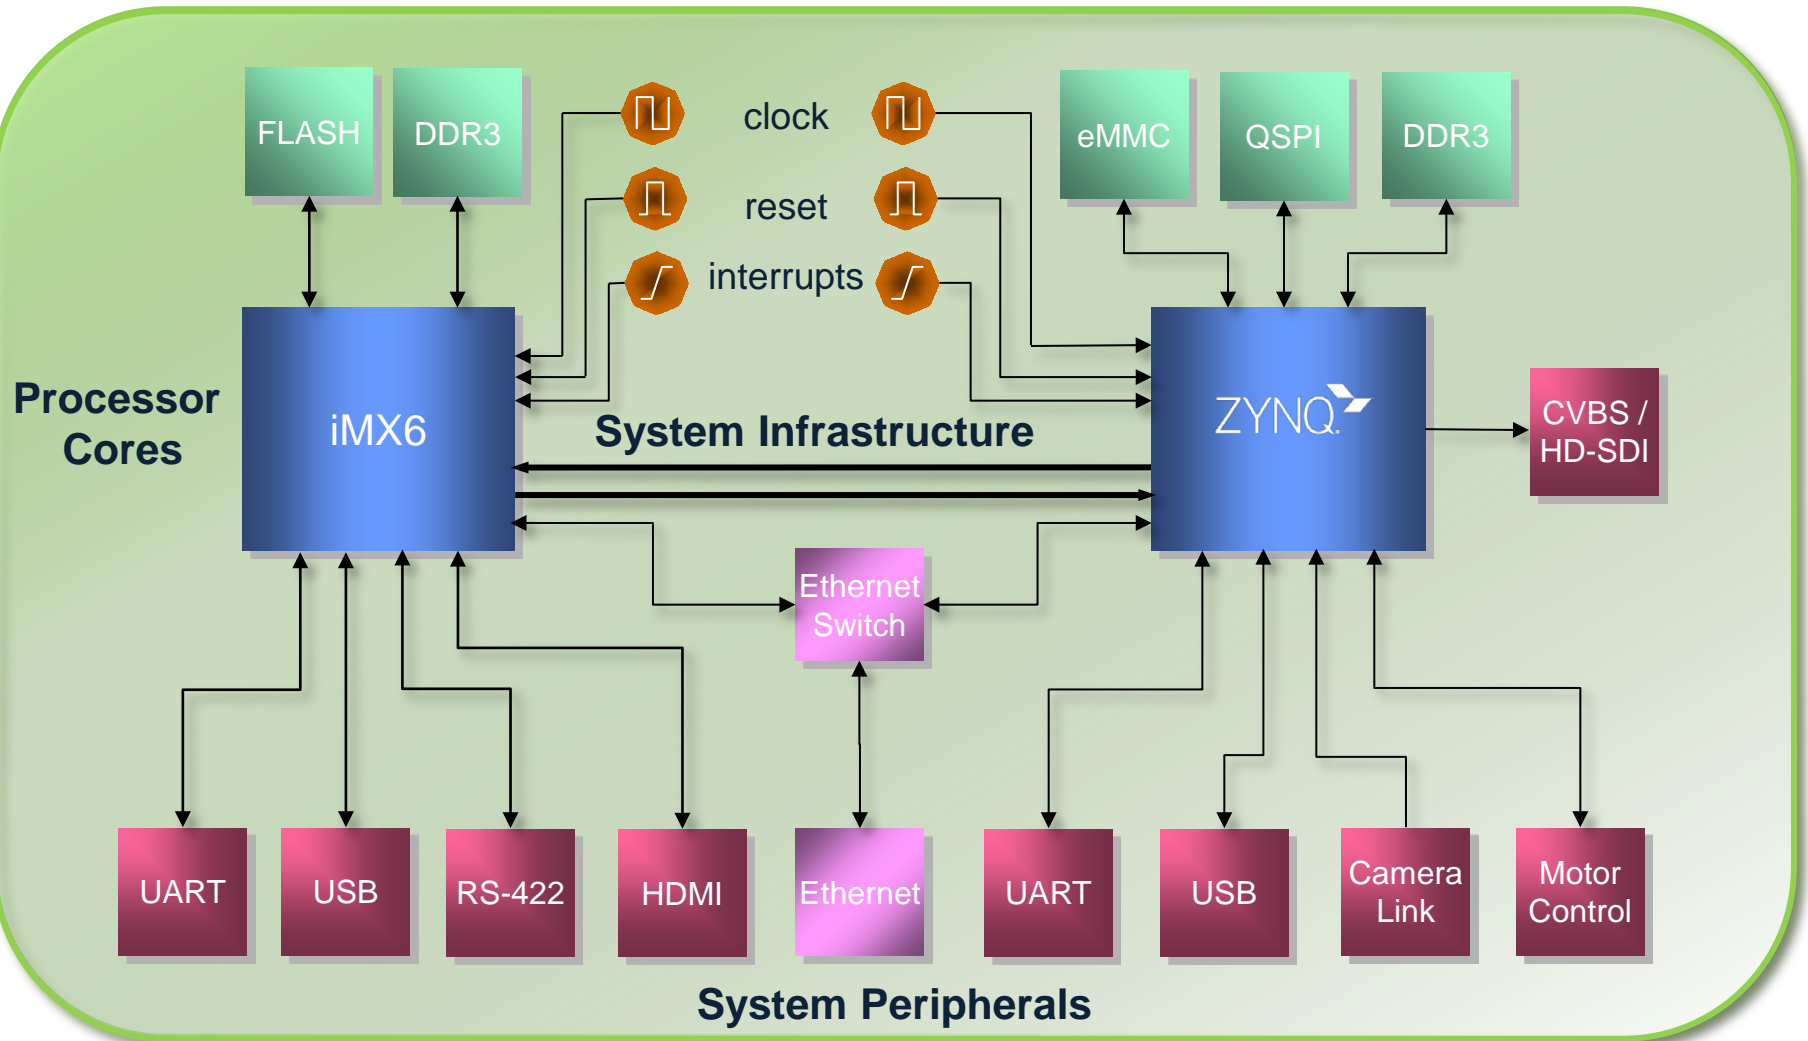 FLASH
DDR3
clock
eMMC
QSPI
DDR3
reset
interrupts
Processor
Cores
iMX6
System Infrastructure
ZYNQ.
CVBS /
HD-SDI
Ethernet
Switch
UART
USB
RS-422
HDMI
Ethernet
UART
USB
Camera
Link
Motor
Control
System Peripherals